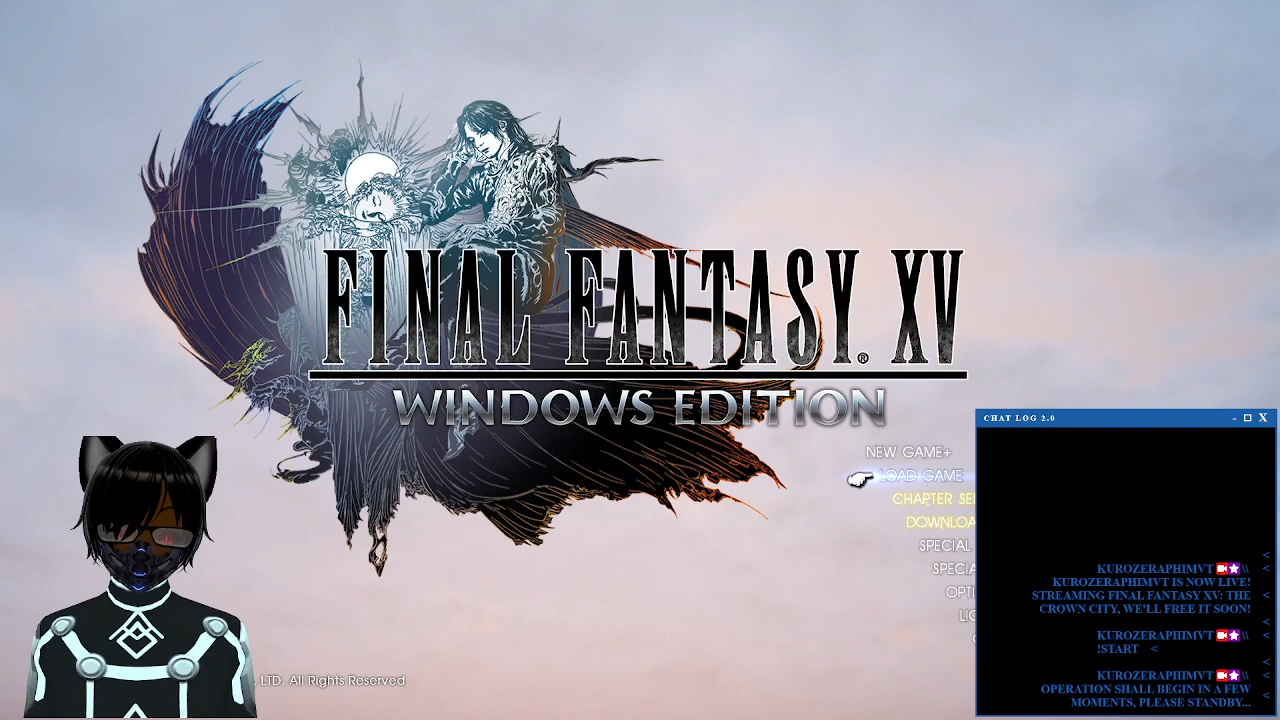 FINAL FANTASY® XV
WINDOWS EDITION
NEW GAME+
LOAD GAME
CHAPTER
SPECIAL
LTD. All Rights Reserved
CHAT LOG 2.0
- □ X
<
KUROZERAPHIMVT \\ <
KUROZERAPHIMVT IS NOW LIVE!
STREAMING FINAL FANTASY XV: THE <
CROWN CITY, WE'LL FREE IT SOON!
<
KUROZERAPHIMVT \\ <
!START <
<
KUROZERAPHIMVT \\ <
OPERATION SHALL BEGIN IN A FEW
MOMENTS, PLEASE STANDBY... <